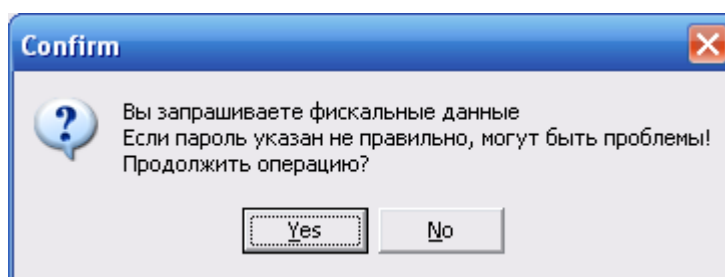 Confirm
Вы запрашиваете фискальные данные
Если пароль указан не правильно, могут быть проблемы!
Продолжить операцию?
Yes
No